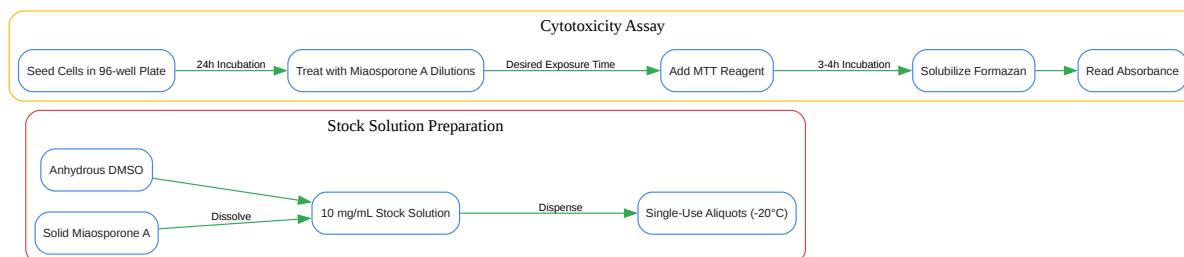 Cytotoxicity Assay
Seed Cells in 96-well Plate
24h Incubation
Treat with Miaosporone A Dilutions
Desired Exposure Time
Add MTT Reagent
3-4h Incubation
Solubilize Formazan
Read Absorbance
Stock Solution Preparation
Anhydrous DMSO
Solid Miaosporone A
Dissolve
10 mg/mL Stock Solution
Dispense
Single-Use Aliquots (-20°C)